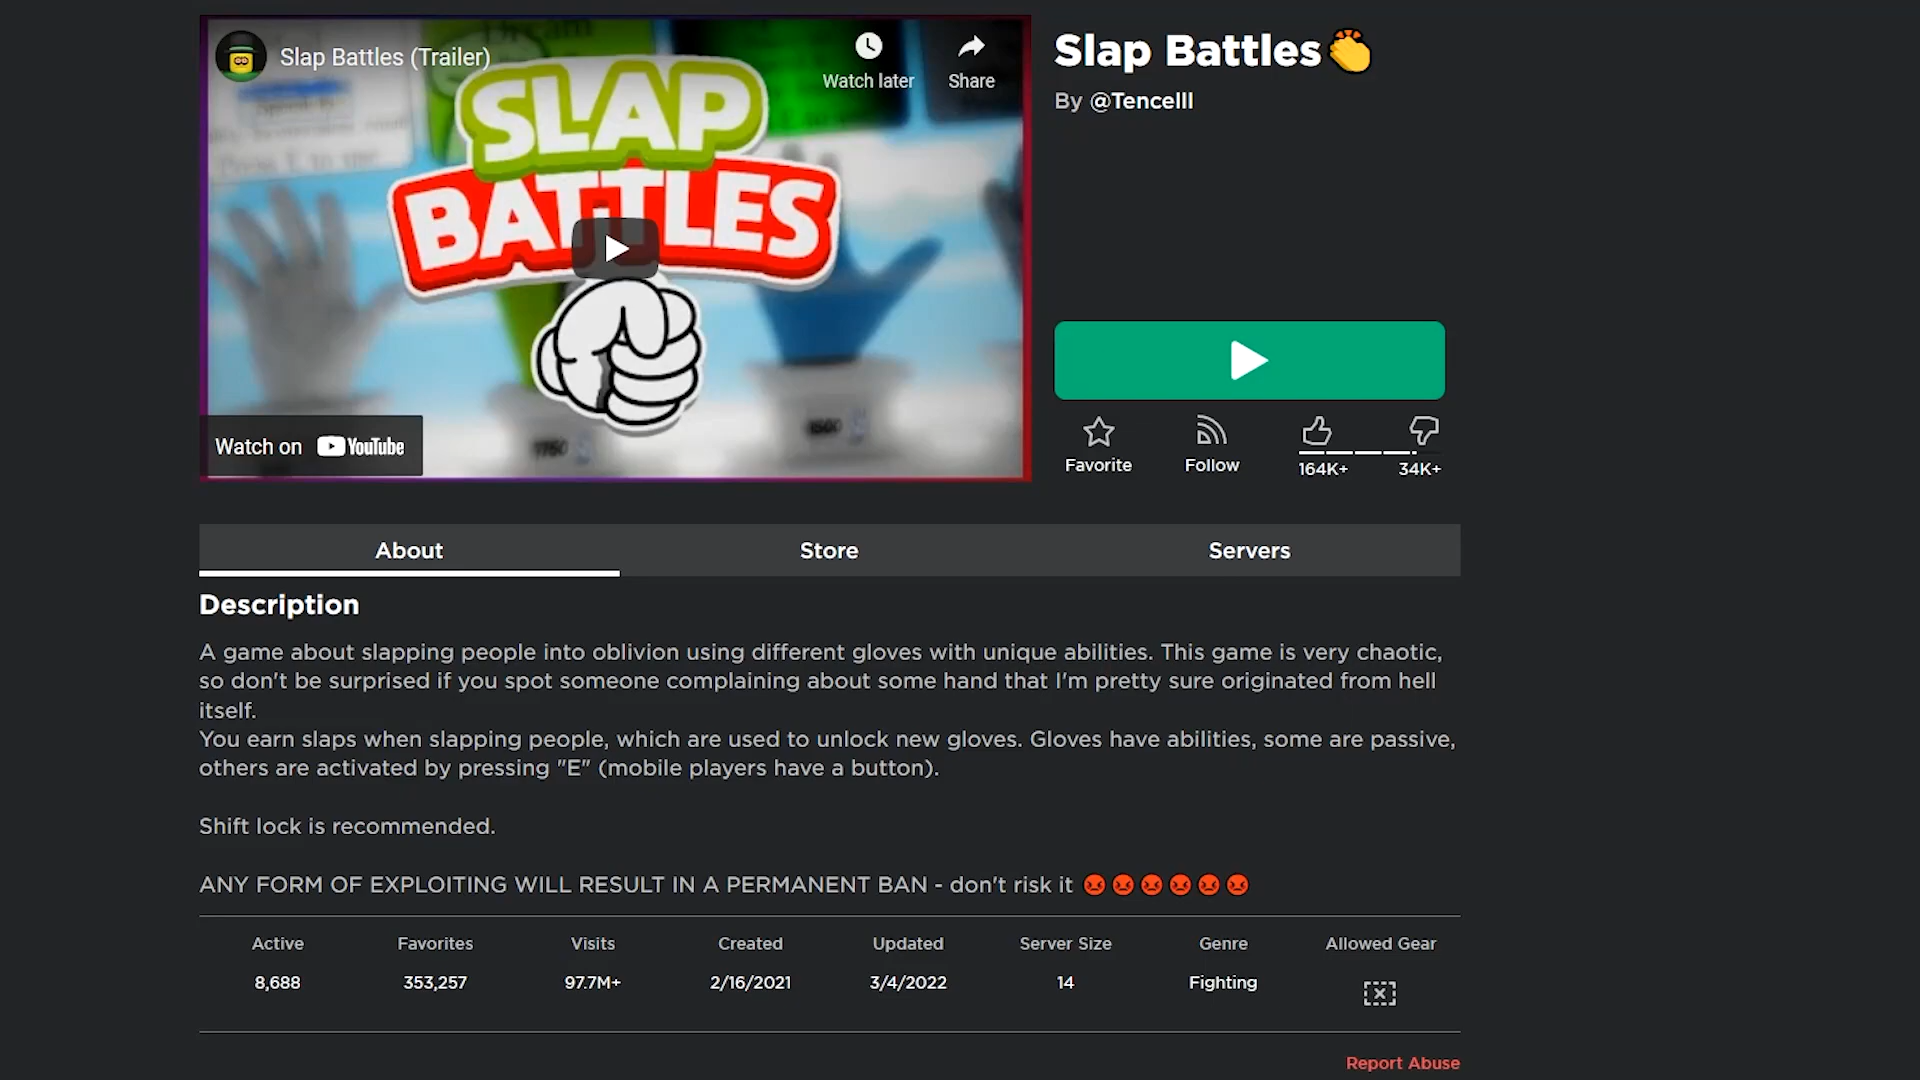 Slap Battles (Trailer)
Watch later
Share
SLAP
BATTLES
1500
Watch on YouTube
Slap Battles👏
By @Tencelll
Favorite
Follow
164K+
34K+
About
Store
Servers
Description
A game about slapping people into oblivion using different gloves with unique abilities. This game is very chaotic,
so don't be surprised if you spot someone complaining about some hand that I'm pretty sure originated from hell
itself.
You earn slaps when slapping people, which are used to unlock new gloves. Gloves have abilities, some are passive,
others are activated by pressing "E" (mobile players have a button).
Shift lock is recommended.
ANY FORM OF EXPLOITING WILL RESULT IN A PERMANENT BAN - don't risk it 😡😡😡😡😡😡
Active
Favorites
Visits
Created
Updated
Server Size
Genre
Allowed Gear
8,688
353,257
97.7M+
2/16/2021
3/4/2022
14
Fighting
Report Abuse